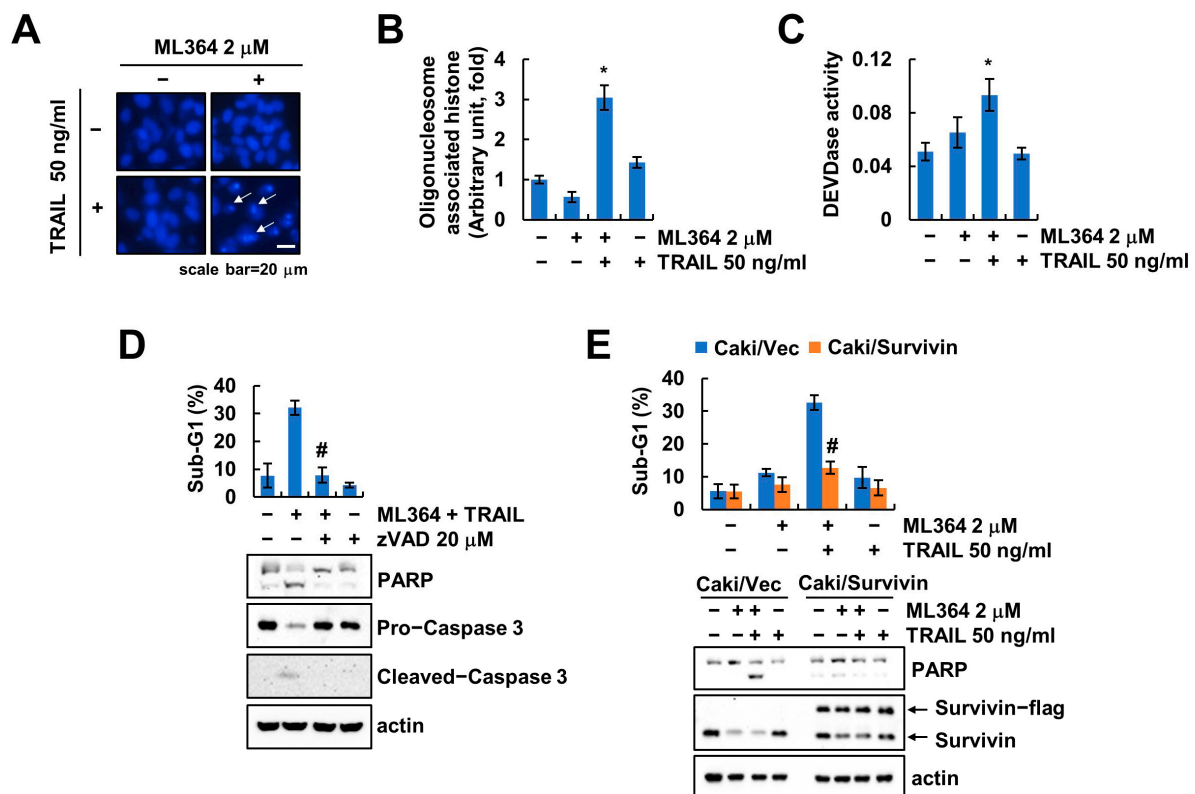 A
ML364 2 μM
− +
TRAIL 50 ng/ml
−
+
scale bar=20 μm
B
Oligonucleosome
associated histone
(Arbitrary unit, fold)
4
3
2
1
0
*
− + + − ML364 2 μM
− − + + TRAIL 50 ng/ml
C
DEVDase activity
0.12
0.08
0.04
0
*
− + + − ML364 2 μM
− − + + TRAIL 50 ng/ml
D
Sub-G1 (%)
40
30
20
10
0
#
− + + − ML364 + TRAIL
− − + + zVAD 20 μM
PARP
Pro−Caspase 3
Cleaved−Caspase 3
actin
E
Caki/Vec Caki/Survivin
Sub-G1 (%)
40
30
20
10
0
#
− + + − ML364 2 μM
− − + + TRAIL 50 ng/ml
Caki/Vec Caki/Survivin
− + + − − + + − ML364 2 μM
− − + + − − + + TRAIL 50 ng/ml
PARP
Survivin−flag
Survivin
actin